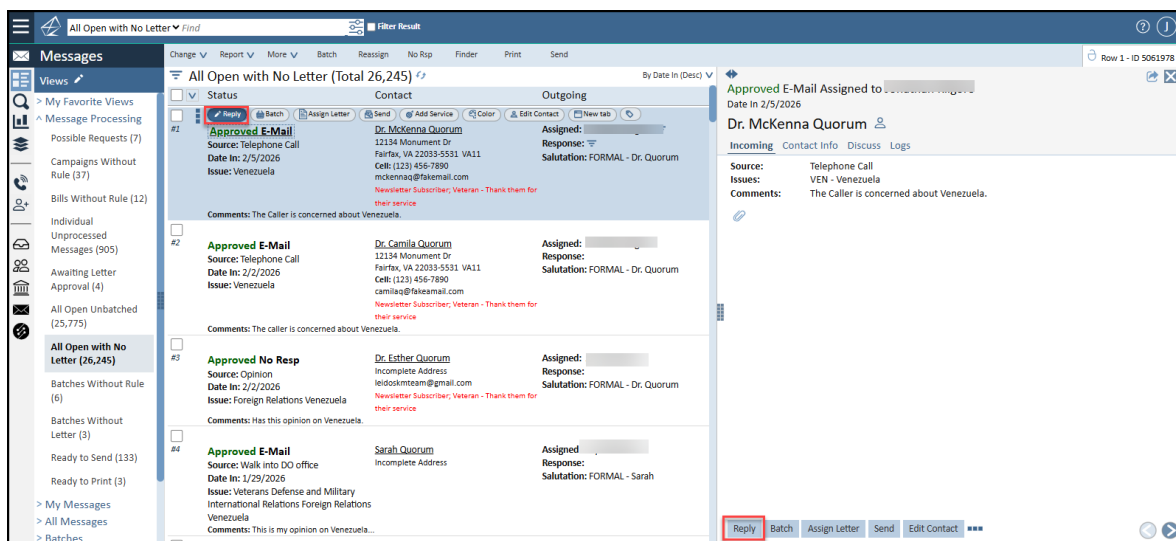 All Open with No Letter Find
Filter Result
J
Messages
Change Report More Batch Reassign No Rsp Finder Print Send
Row 1 - ID 5061978
Views
All Open with No Letter (Total 26,245)
By Date In (Desc)
> My Favorite Views
Message Processing
Possible Requests (7)
Campaigns Without
Rule (37)
Bills Without Rule (12)
Individual
Unprocessed
Messages (905)
Awaiting Letter
Approval (4)
All Open Unbatched
(25,775)
All Open with No
Letter (26,245)
Batches Without Rule
(6)
Batches Without
Letter (3)
Ready to Send (133)
Ready to Print (3)
> My Messages
> All Messages
> Batches
Status Contact Outgoing
Reply Batch Assign Letter Send Add Service Color Edit Contact New tab
#1
Approved E-Mail
Source: Telephone Call
Date In: 2/5/2026
Issue: Venezuela
Dr. McKenna Quorum
12134 Monument Dr
Fairfax, VA 22033-5531 VA11
Cell: (123) 456-7890
mckennaq@fakemail.com
Newsletter Subscriber; Veteran - Thank them for
their service
Assigned:
Response:
Salutation: FORMAL - Dr. Quorum
Comments: The Caller is concerned about Venezuela.
#2
Approved E-Mail
Source: Telephone Call
Date In: 2/2/2026
Issue: Venezuela
Dr. Camila Quorum
12134 Monument Dr
Fairfax, VA 22033-5531 VA11
Cell: (123) 456-7890
camilaq@fakeamail.com
Newsletter Subscriber; Veteran - Thank them for
their service
Assigned:
Response:
Salutation: FORMAL - Dr. Quorum
Comments: The caller is concerned about Venezuela.
#3
Approved No Resp
Source: Opinion
Date In: 2/2/2026
Issue: Foreign Relations Venezuela
Dr. Esther Quorum
Incomplete Address
leidoskmteam@gmail.com
Newsletter Subscriber; Veteran - Thank them for
their service
Assigned:
Response:
Salutation: FORMAL - Dr. Quorum
Comments: Has this opinion on Venezuela.
#4
Approved E-Mail
Source: Walk into DO office
Date In: 1/29/2026
Issue: Veterans Defense and Military
International Relations Foreign Relations
Venezuela
Sarah Quorum
Incomplete Address
Assigned
Response:
Salutation: FORMAL - Sarah
Comments: This is my opinion on Venezuela...
Approved E-Mail Assigned to
Date In 2/5/2026
Dr. McKenna Quorum
Incoming Contact Info Discuss Logs
Source: Telephone Call
Issues: VEN - Venezuela
Comments: The Caller is concerned about Venezuela.
Reply Batch Assign Letter Send Edit Contact